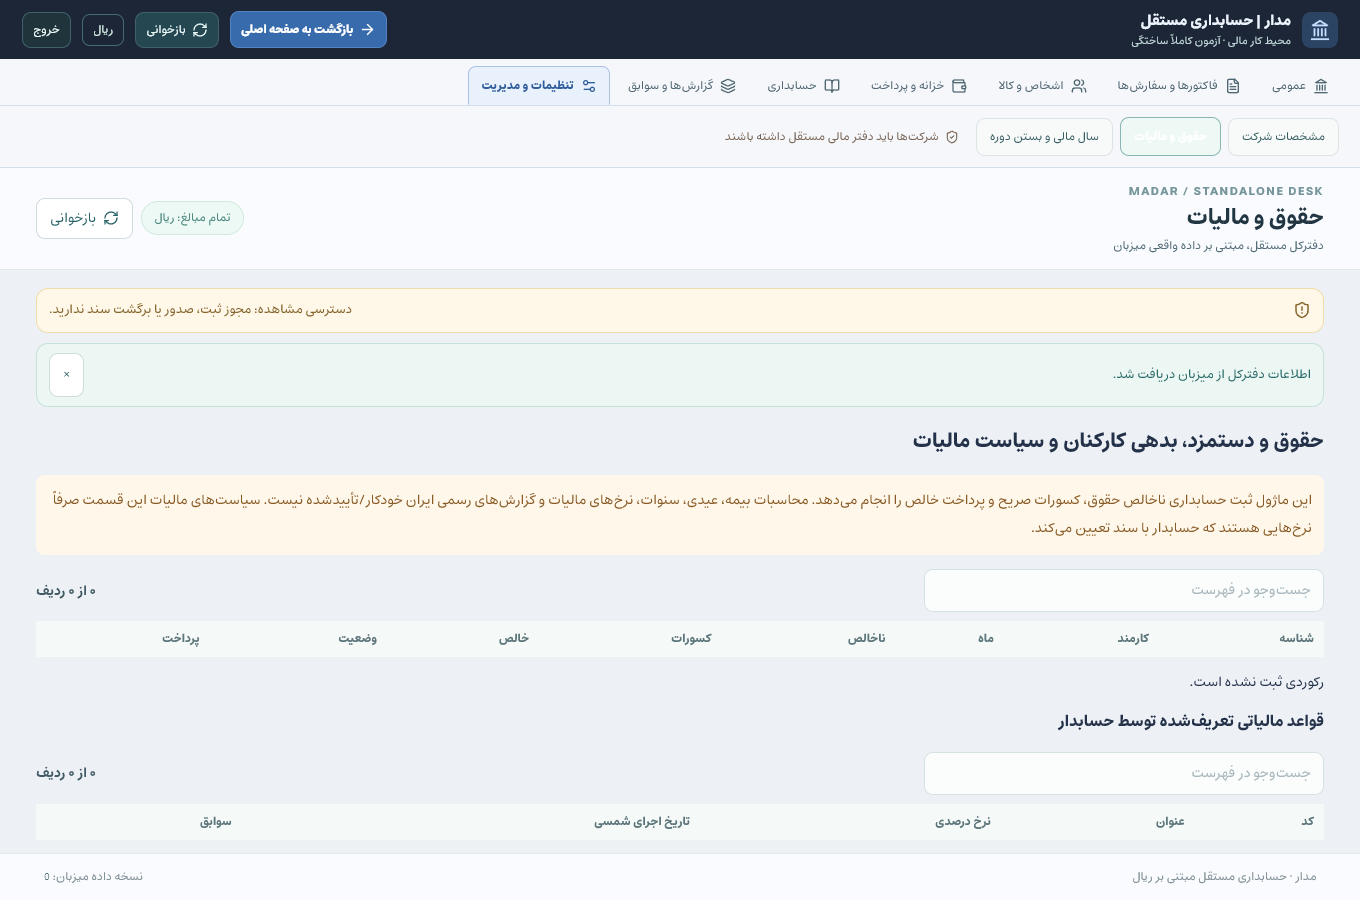 مدار | حسابداری مستقل
محیط کار مالی · آزمون کاملاً ساختگی
بازگشت به صفحه اصلی
بازخوانی
ریال
خروج
عمومی
فاکتورها و سفارش‌ها
اشخاص و کالا
خزانه و پرداخت
حسابداری
گزارش‌ها و سوابق
تنظیمات و مدیریت
مشخصات شرکت
حقوق و مالیات
سال مالی و بستن دوره
شرکت‌ها باید دفتر مالی مستقل داشته باشند
MADAR / STANDALONE DESK
حقوق و مالیات
دفترکل مستقل، مبتنی بر داده واقعی میزبان
تمام مبالغ: ریال
بازخوانی
دسترسی مشاهده: مجوز ثبت، صدور یا برگشت سند ندارید.
اطلاعات دفترکل از میزبان دریافت شد.
×
حقوق و دستمزد، بدهی کارکنان و سیاست مالیات
این ماژول ثبت حسابداری ناخالص حقوق، کسورات صریح و پرداخت خالص را انجام می‌دهد. محاسبات بیمه، عیدی، سنوات، نرخ‌های مالیات و گزارش‌های رسمی ایران خودکار/تأییدشده نیست. سیاست‌های مالیات این قسمت صرفاً
نرخ‌هایی هستند که حسابدار با سند تعیین می‌کند.
جست‌وجو در فهرست
۰ از ۰ ردیف
شناسه کارمند ماه ناخالص کسورات خالص وضعیت پرداخت
رکوردی ثبت نشده است.
قواعد مالیاتی تعریف‌شده توسط حسابدار
جست‌وجو در فهرست
۰ از ۰ ردیف
کد عنوان نرخ درصدی تاریخ اجرای شمسی سوابق
مدار · حسابداری مستقل مبتنی بر ریال
نسخه داده میزبان: 0